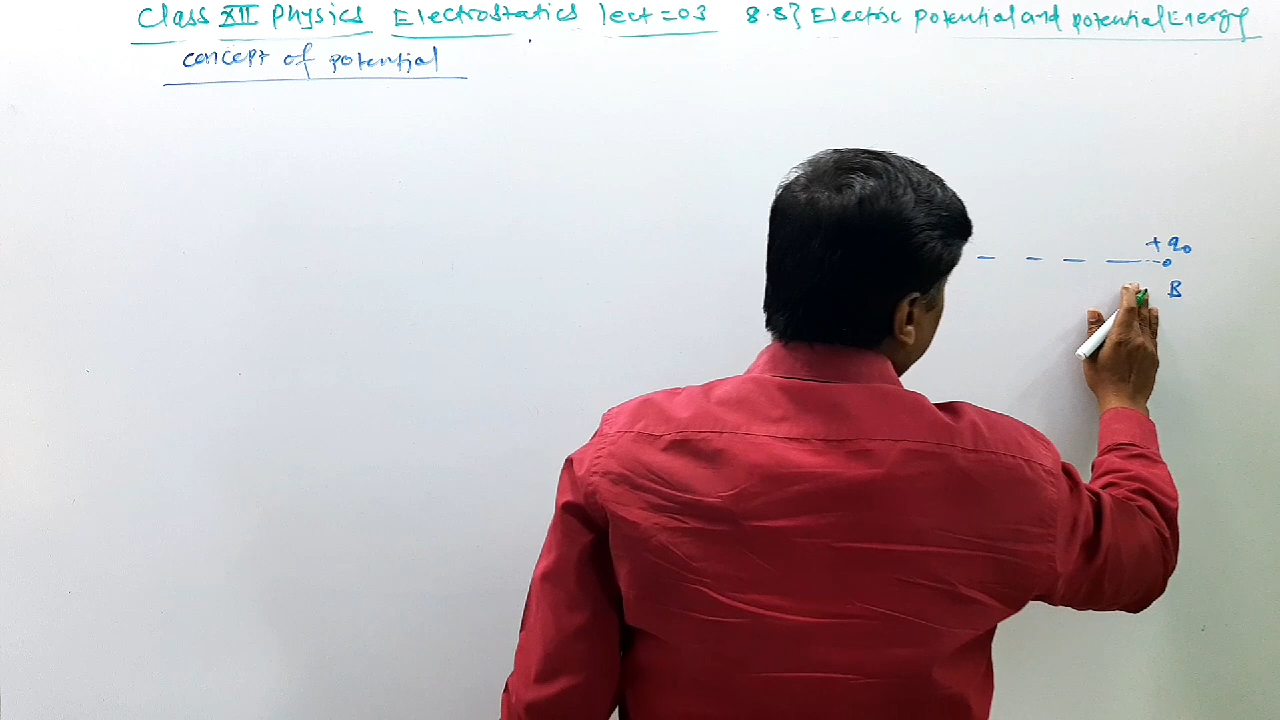 Class XII Physics Electrostatics lect =03 8.3} Electric potential and potential Energy
concept of potential
+q₀
B